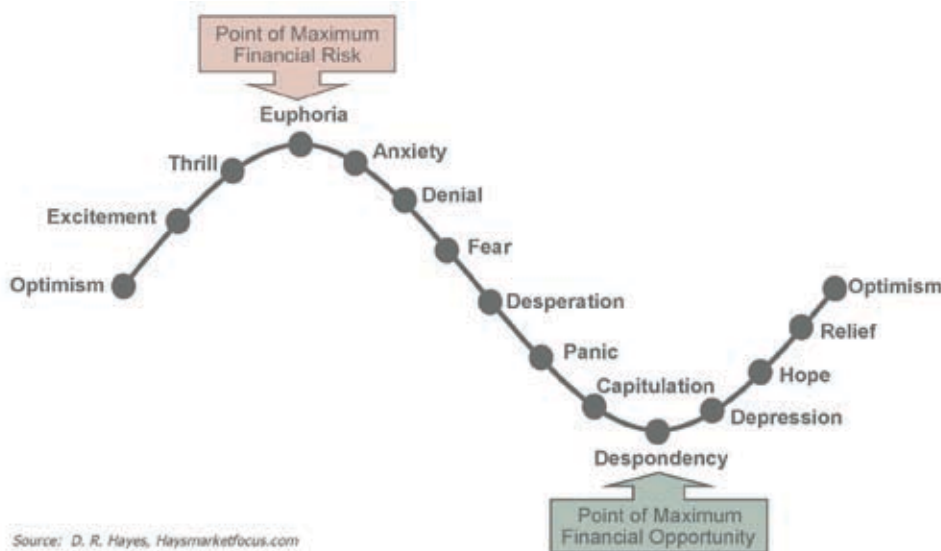 Point of Maximum
Financial Risk
Euphoria
Thrill
Anxiety
Excitement
Denial
Fear
Optimism
Desperation
Optimism
Panic
Relief
Capitulation
Hope
Depression
Despondency
Point of Maximum
Financial Opportunity
Source: D. R. Hayes, Haysmarketfocus.com